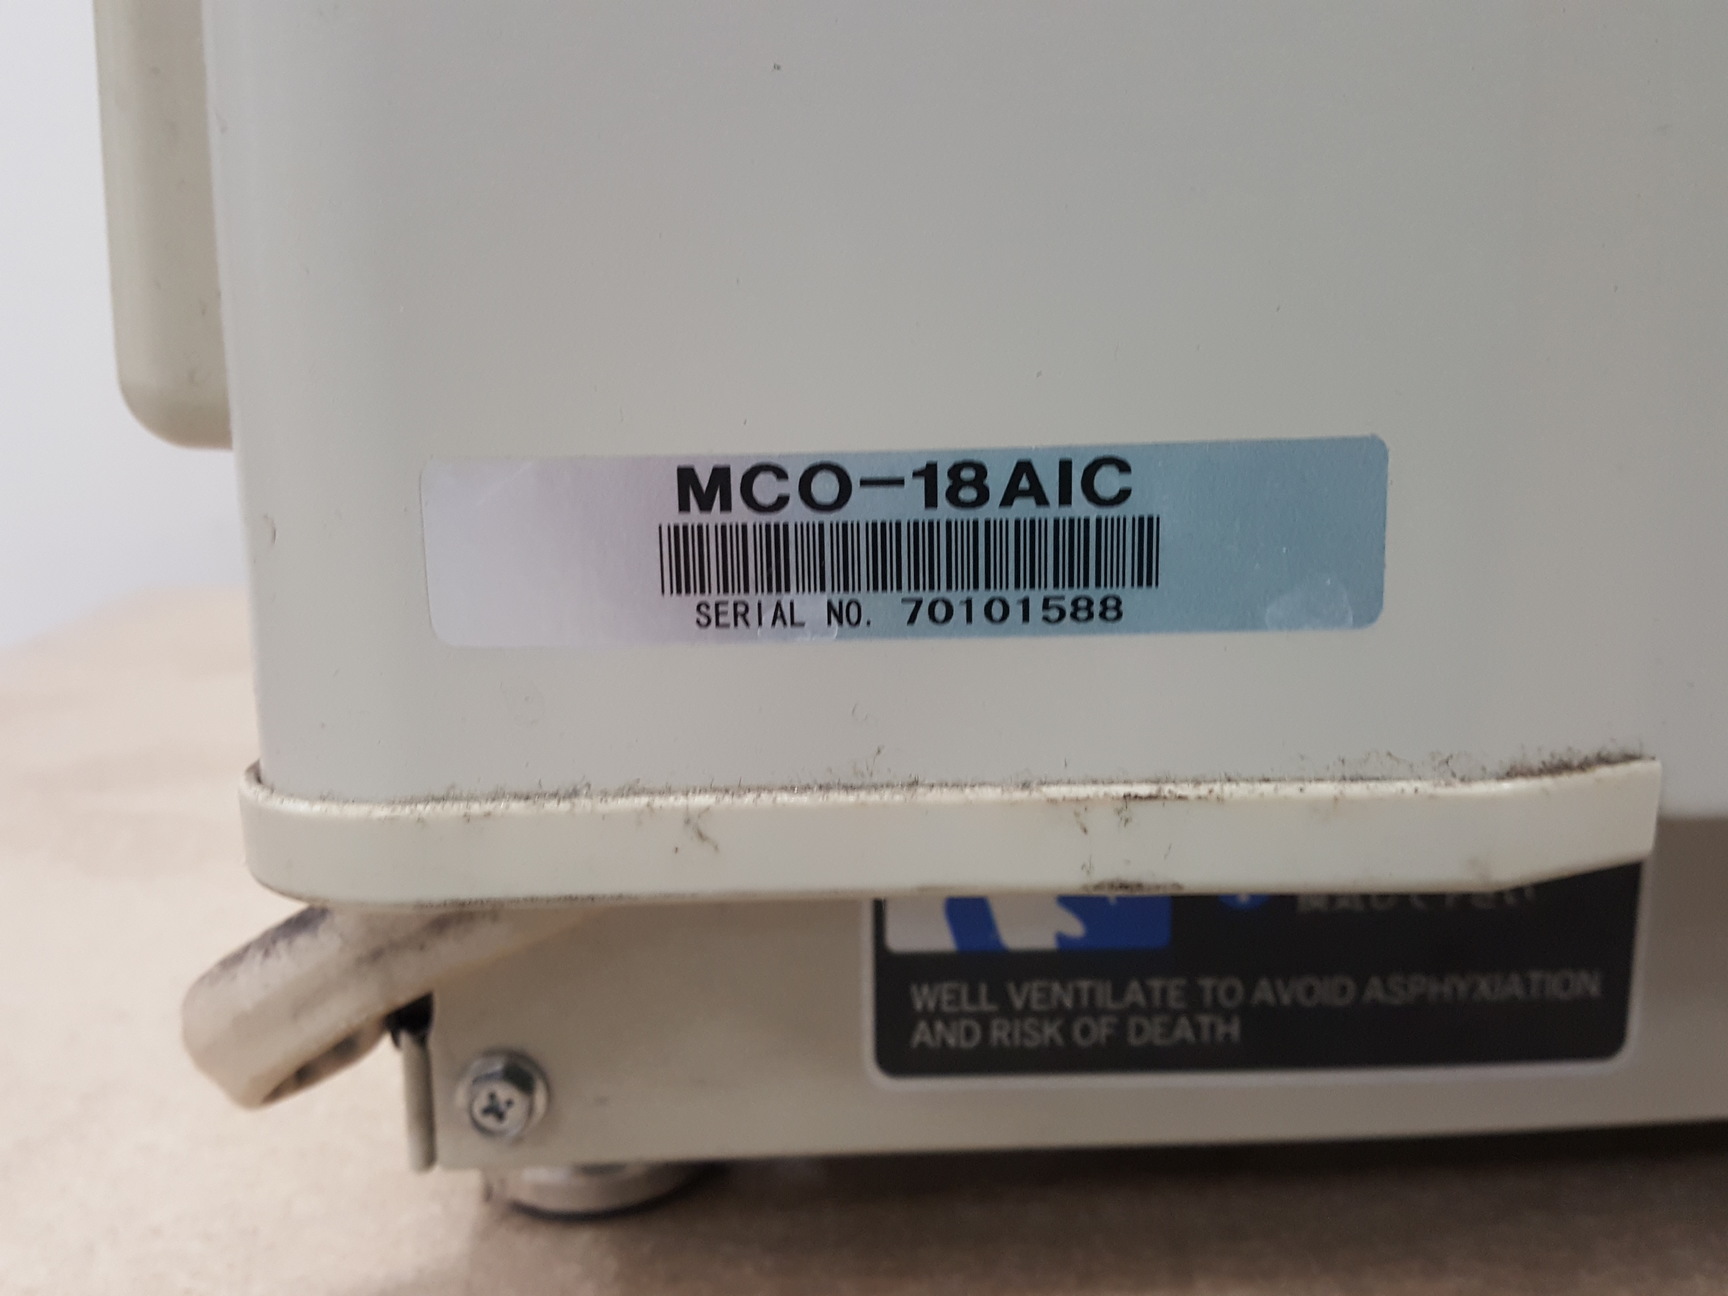 MCO-18AIC
SERIAL NO. 70101588
WELL VENTILATE TO AVOID ASPHYXIATION
AND RISK OF DEATH